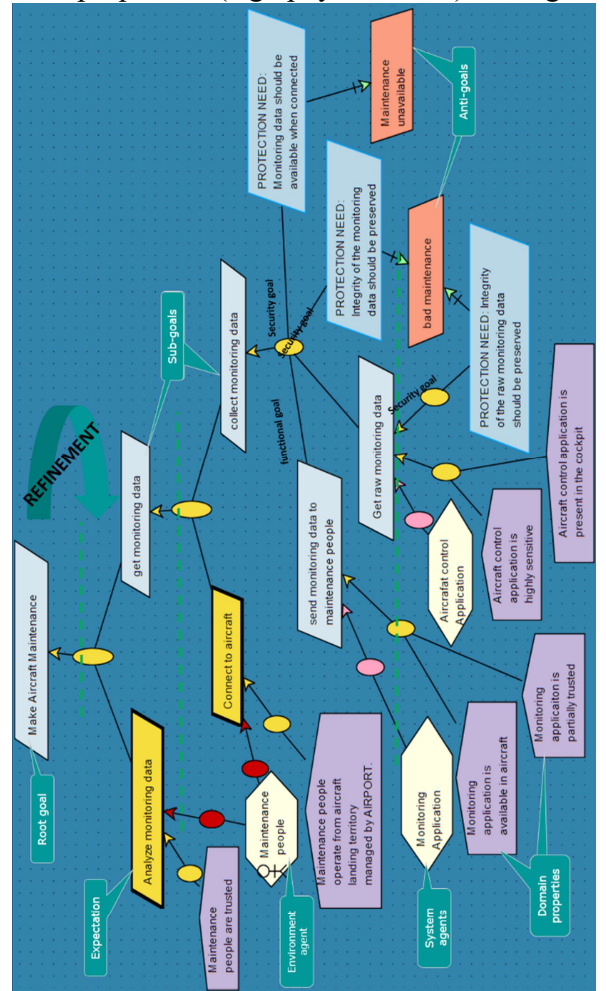 Root goal
Make Aircraft Maintenance
REFINEMENT
Expectation
Analyze monitoring data
get monitoring data
Sub-goals
Maintenance
people are trusted
Connect to aircraft
collect monitoring data
Maintenance
people
Environment
agent
Maintenance people
operate from aircraft
landing territory
managed by AIRPORT.
functional goal
Security goal
Security goal
PROTECTION NEED:
Monitoring data should be
available when connected
send monitoring data to
maintenance people
Get raw monitoring data
PROTECTION NEED:
Integrity of the monitoring
data should be preserved
Maintenance
unavailable
System
agents
Monitoring
Application
Aircrafat control
Application
Security goal
bad maintenance
Anti-goals
Monitoring
application is
available in aircraft
Aircraft control
application is
highly sensitive
PROTECTION NEED: Integrity
of the raw monitoring data
should be preserved
Domain
properties
Monitoring
applicaiton is
partially trusted
Aircraft control application is
present in the cockpit